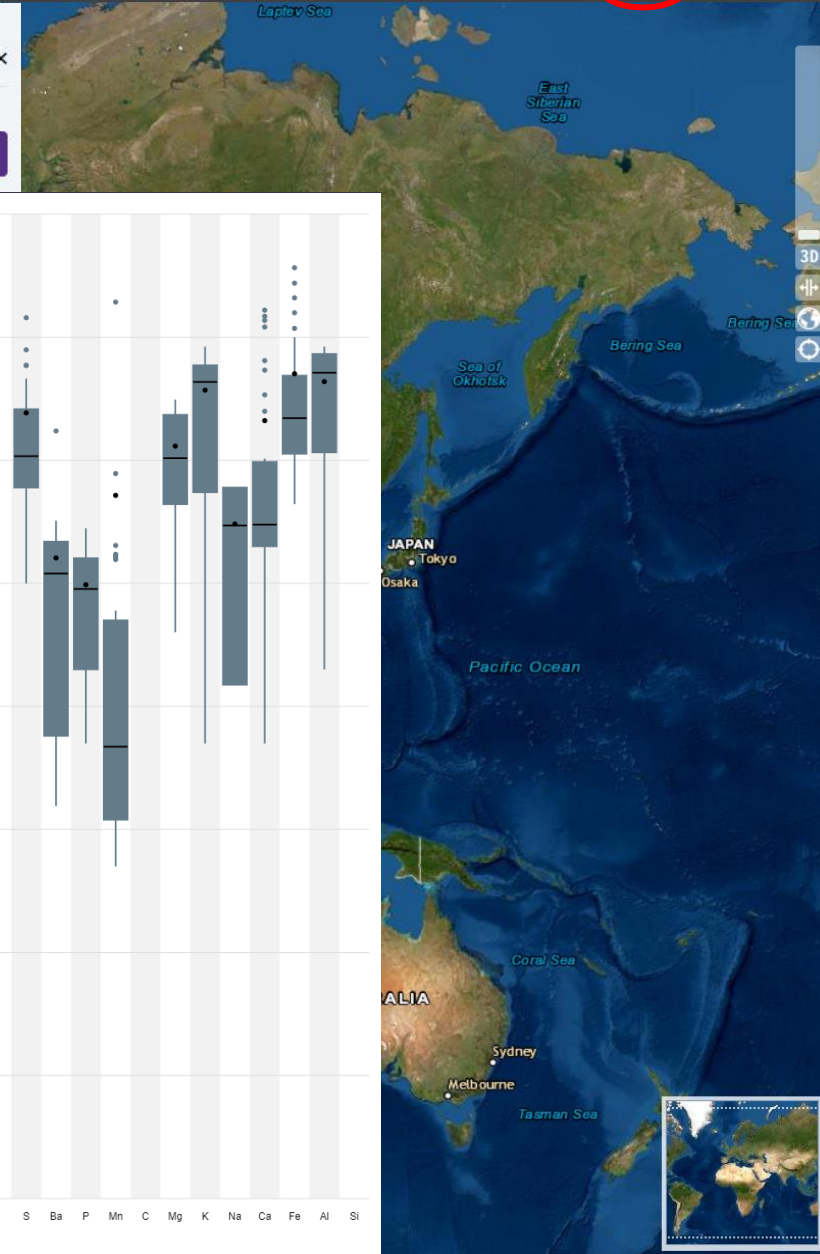 Laptev Sea
×
East
Siberian
Sea
3D
Bering Sea
Bering Sea
Sea of
Okhotsk
JAPAN
Tokyo
Osaka
Pacific Ocean
Coral Sea
ALIA
Sydney
Melbourne
Tasman Sea
S Ba P Mn C Mg K Na Ca Fe Al Si